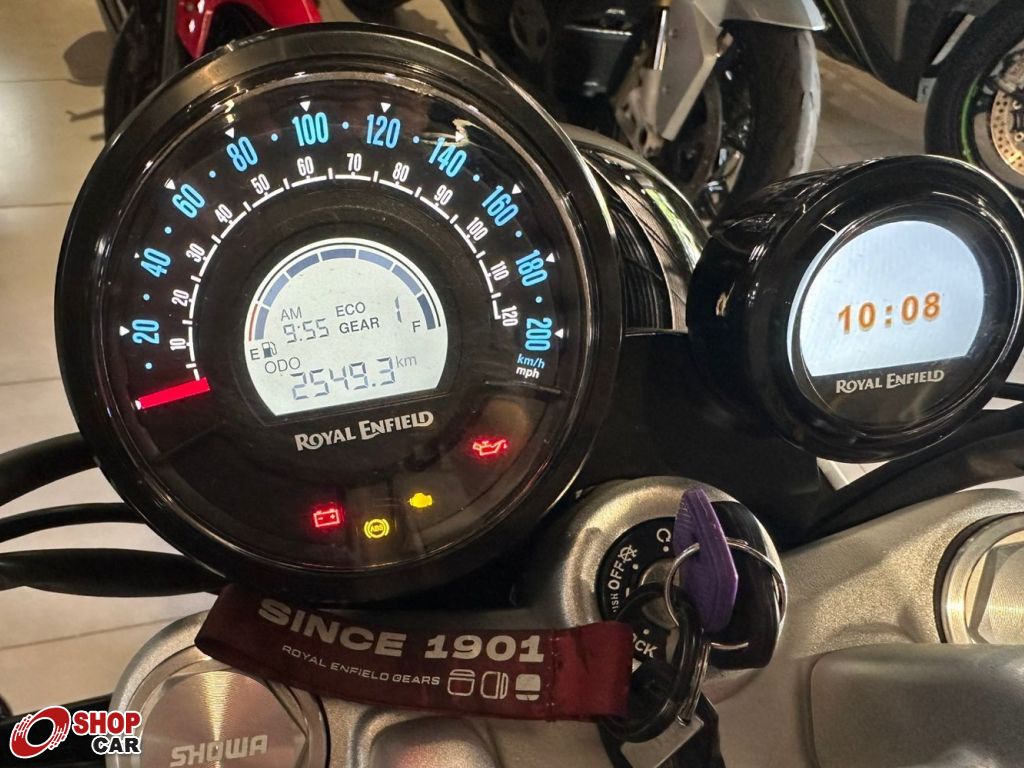 20 40 60 80 100 120 140 160 180 200
10 20 30 40 50 60 70 80 90 100 110 120
km/h
mph
AM ECO 1
9:55 GEAR
E F
ODO
2549.3 km
ROYAL ENFIELD
ABS
10:08
ROYAL ENFIELD
OFF
SINCE 1901
ROYAL ENFIELD GEARS
SHOWA
SHOP
CAR